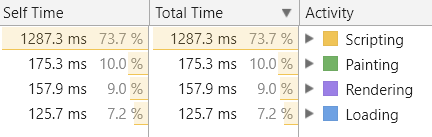 Self Time Total Time ▼ Activity
1287.3 ms 73.7 % 1287.3 ms 73.7 % ▶ Scripting
175.3 ms 10.0 % 175.3 ms 10.0 % ▶ Painting
157.9 ms 9.0 % 157.9 ms 9.0 % ▶ Rendering
125.7 ms 7.2 % 125.7 ms 7.2 % ▶ Loading